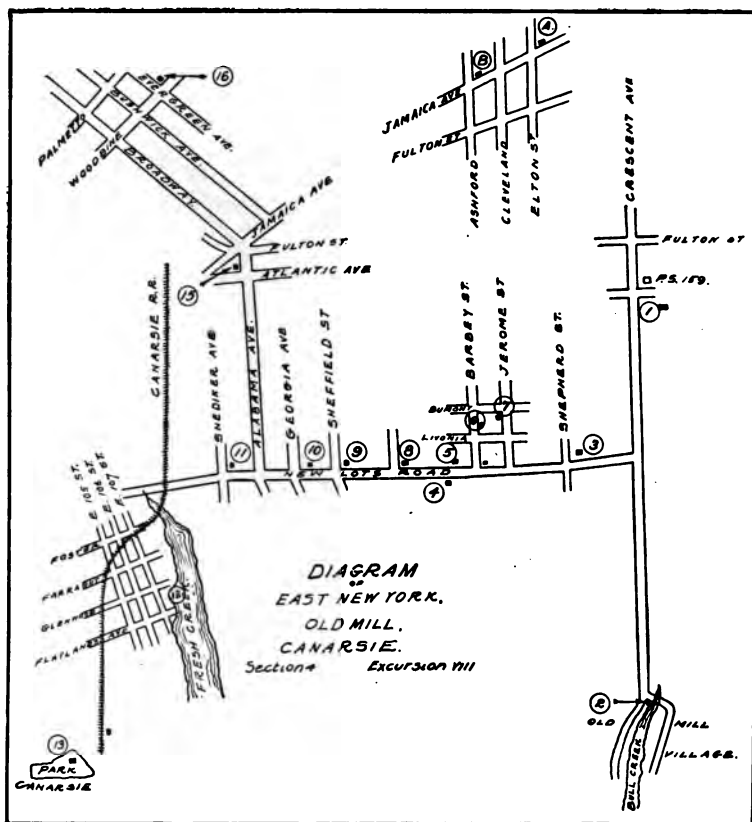 16
EVERGREEN AVE.
BUSHWICK AVE.
PALMETTO
WOODBINE
BROADWAY
JAMAICA AVE
FULTON ST.
ATLANTIC AVE
15
A.
B
JAMAICA AVE
FULTON ST
ASHFORD
CLEVELAND
ELTON ST
CRESCENT AVE
FULTON ST
P.S. 159.
1
CANARSIE R.R.
SNEDIKER AVE
ALABAMA AVE.
GEORGIA AVE
SHEFFIELD ST
BARBEY ST.
JEROME ST
SHEPHERD ST.
DUMONT
7
6
LIVONIA
11
10
9
8
5
3
NEW LOTS ROAD
4
E 105 ST.
E. 106 ST.
E. 107 ST.
FOSTER
FARRAGUT
GLENWOOD
FLATLANDS AVE
12
FRESH CREEK
DIAGRAM
OF
EAST NEW YORK,
OLD MILL,
CANARSIE.
Section 4 Excursion VIII
2
OLD MILL
VILLAGE.
BULL CREEK
13
PARK
CANARSIE